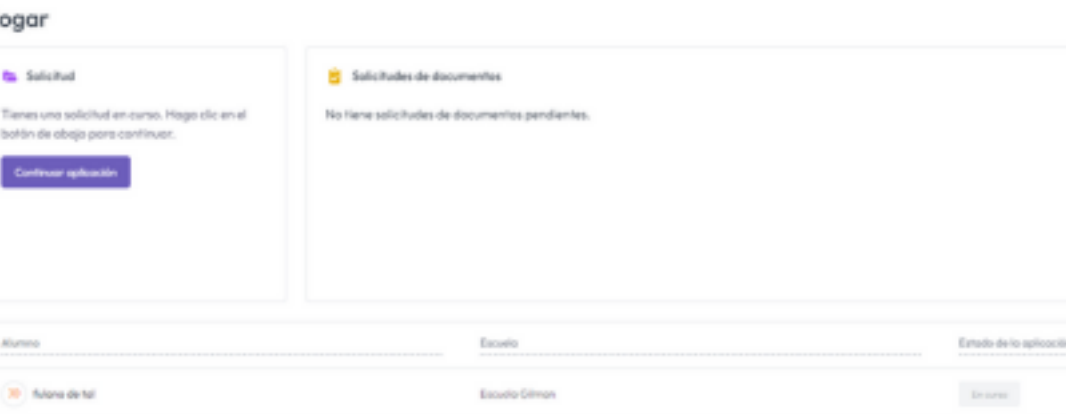 ogar
Solicitud
Tienes una solicitud en curso. Haga clic en el
botón de abajo para continuar.
Continuar aplicación
Solicitudes de documentos
No tiene solicitudes de documentos pendientes.
Alumno Escuela Estado de la aplicació
fulano de tal Escuela Gilman En curso